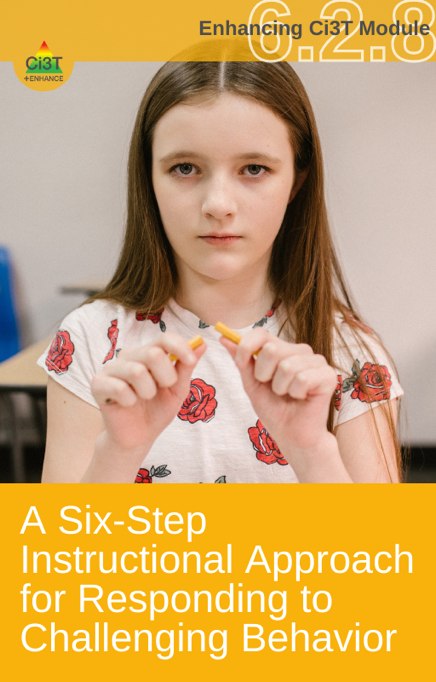 Enhancing Ci3T Module
6.2.8
Ci3T
+ENHANCE
A Six-Step
Instructional Approach
for Responding to
Challenging Behavior